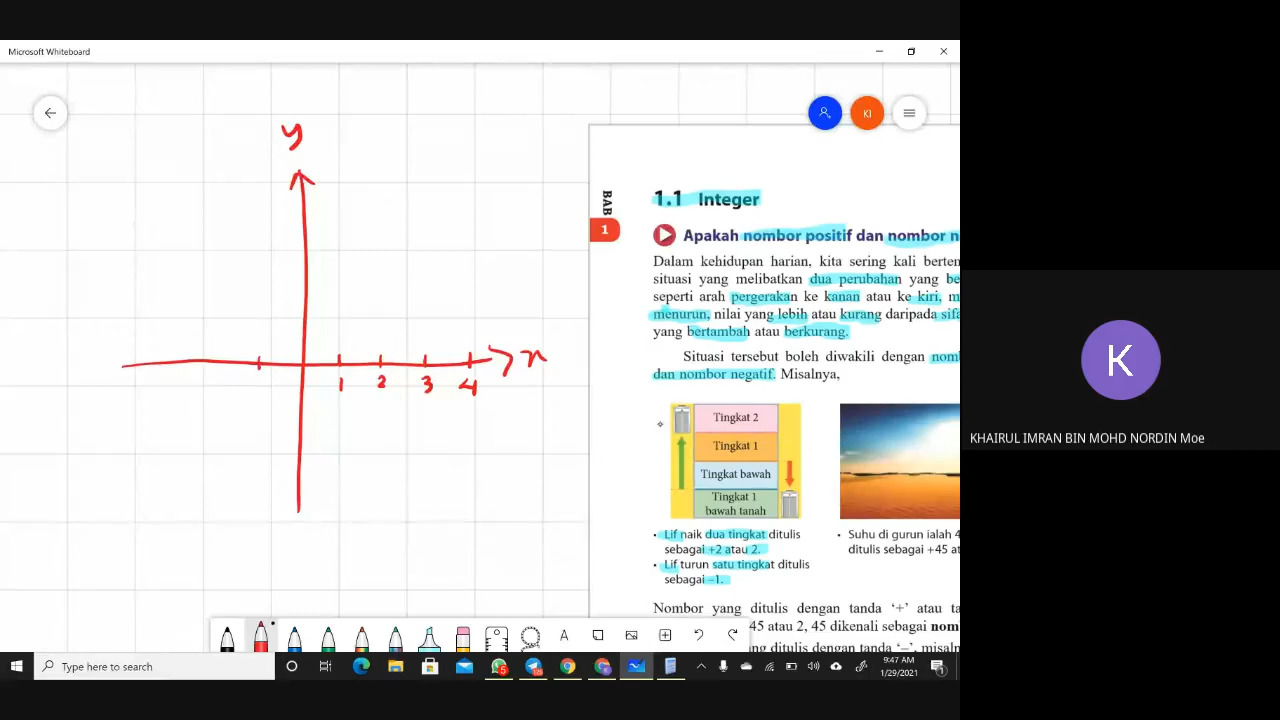 Microsoft Whiteboard
KI
y
x
1 2 3 4
BAB
1
1.1 Integer
Apakah nombor positif dan nombor n
Dalam kehidupan harian, kita sering kali berten
situasi yang melibatkan dua perubahan yang be
seperti arah pergerakan ke kanan atau ke kiri, m
menurun, nilai yang lebih atau kurang daripada sifa
yang bertambah atau berkurang.
Situasi tersebut boleh diwakili dengan nom
dan nombor negatif. Misalnya,
Tingkat 2
Tingkat 1
Tingkat bawah
Tingkat 1
bawah tanah
• Lif naik dua tingkat ditulis
sebagai +2 atau 2.
• Lif turun satu tingkat ditulis
sebagai –1.
• Suhu di gurun ialah 4
ditulis sebagai +45 at
Nombor yang ditulis dengan tanda ‘+’ atau ta
45 atau 2, 45 dikenali sebagai nom
ng ditulis dengan tanda ‘–’, misaln
K
KHAIRUL IMRAN BIN MOHD NORDIN Moe
Type here to search
9:47 AM
1/29/2021